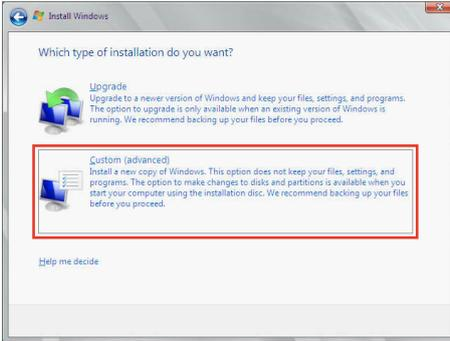 Install Windows
Which type of installation do you want?
Upgrade
Upgrade to a newer version of Windows and keep your files, settings, and programs.
The option to upgrade is only available when an existing version of Windows is
running. We recommend backing up your files before you proceed.
Custom (advanced)
Install a new copy of Windows. This option does not keep your files, settings, and
programs. The option to make changes to disks and partitions is available when you
start your computer using the installation disc. We recommend backing up your files
before you proceed.
Help me decide